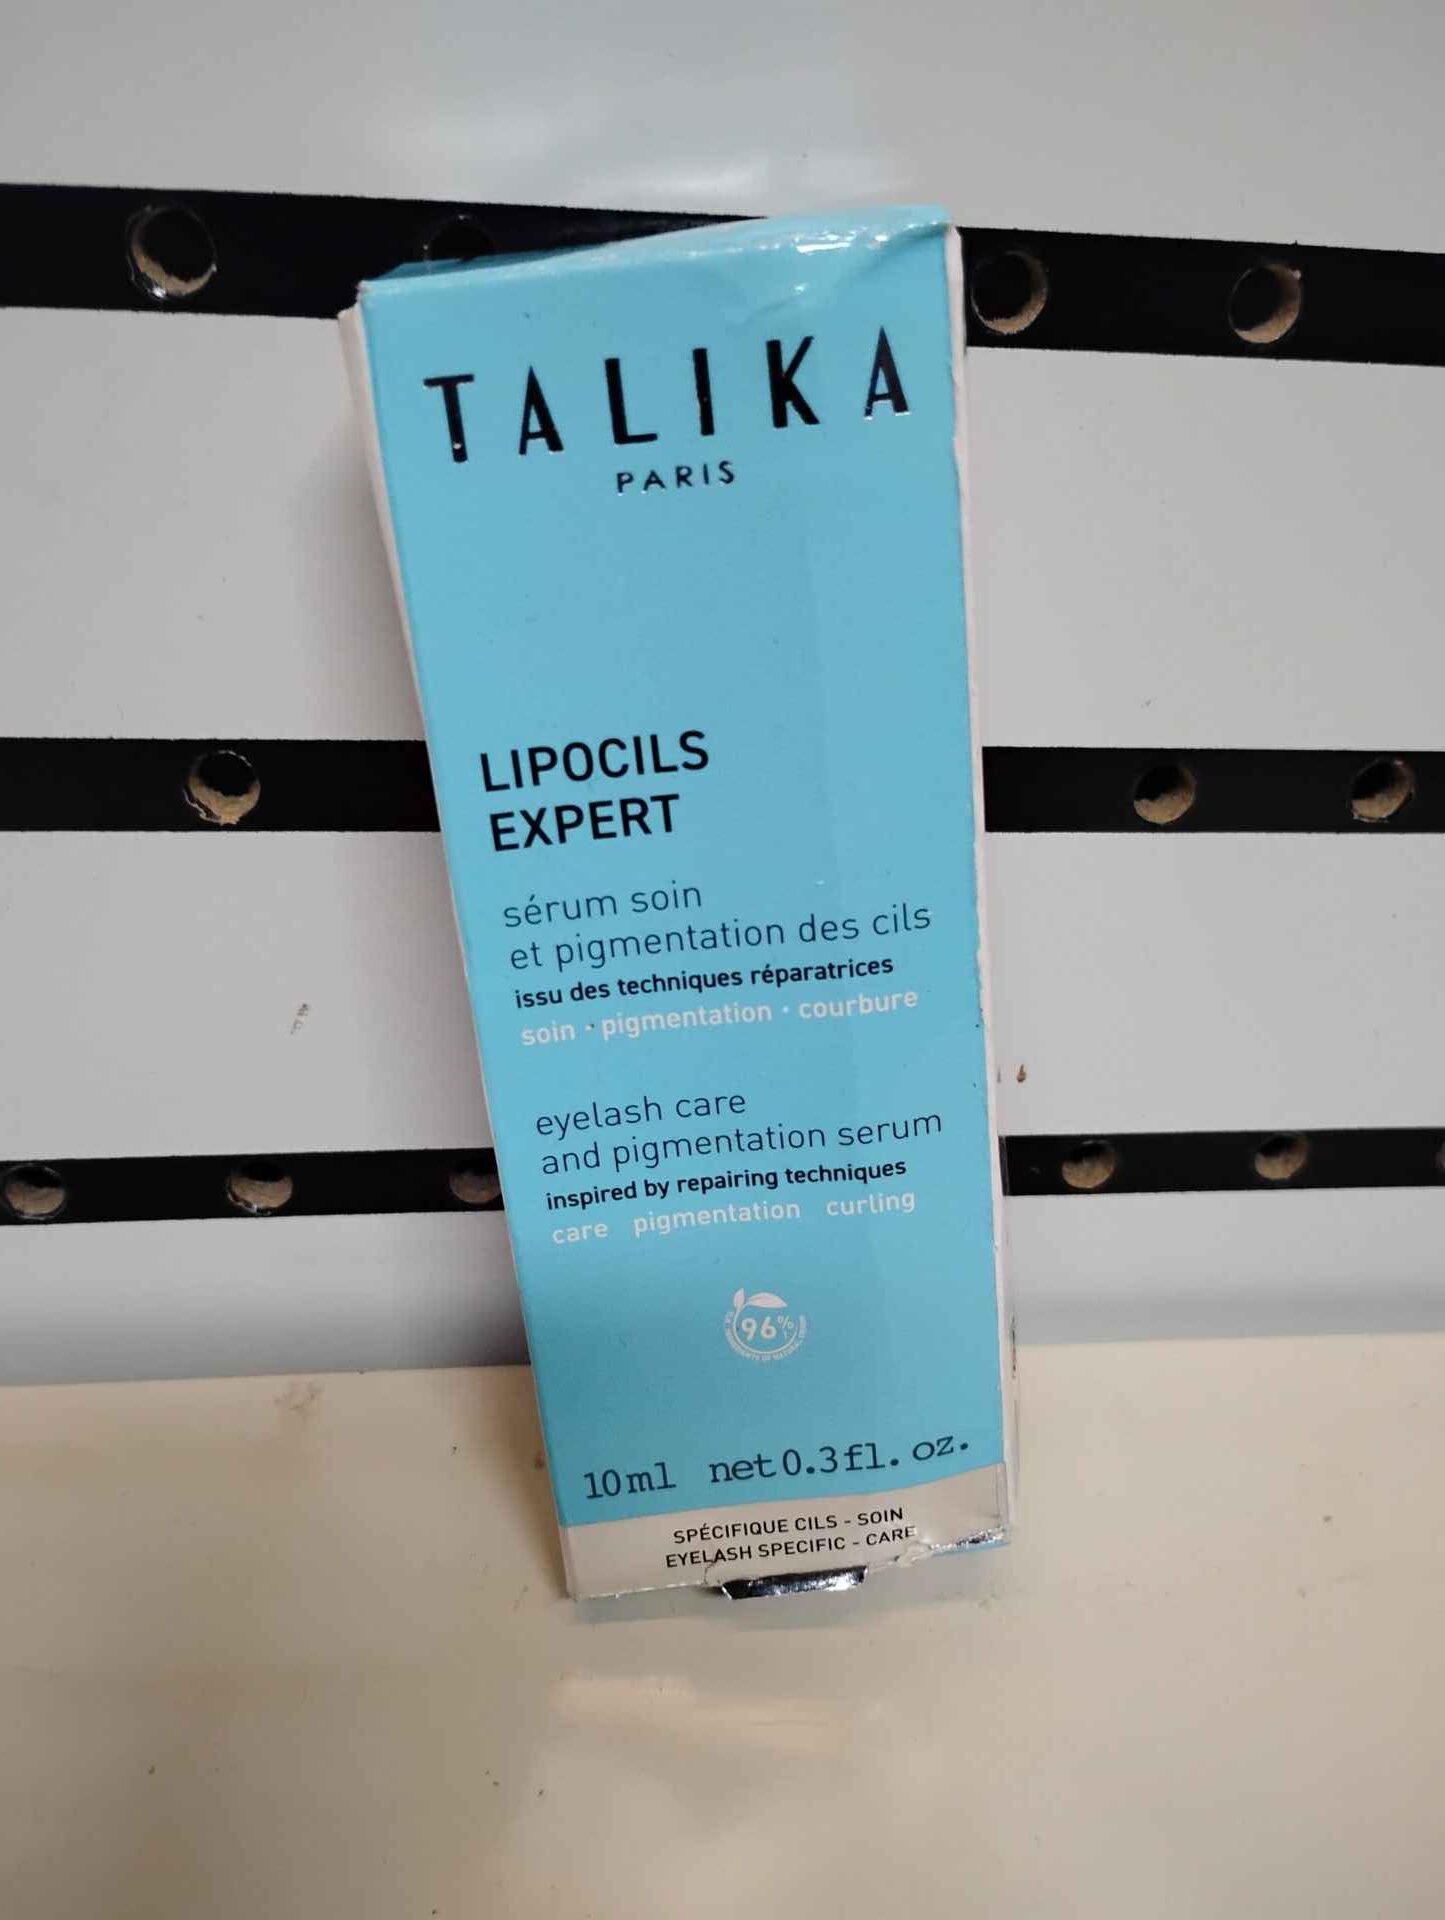 TALIKA
PARIS
LIPOCILS
EXPERT
sérum soin
et pigmentation des cils
issu des techniques réparatrices
soin · pigmentation · courbure
eyelash care
and pigmentation serum
inspired by repairing techniques
care pigmentation curling
96%
10ml net 0.3fl. oz.
SPÉCIFIQUE CILS - SOIN
EYELASH SPECIFIC - CARE